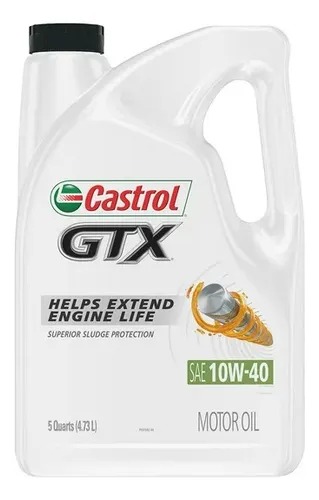 Castrol
GTX
HELPS EXTEND
ENGINE LIFE
SUPERIOR SLUDGE PROTECTION
SAE 10W-40
5 Quarts (4.73 L)
MOTOR OIL